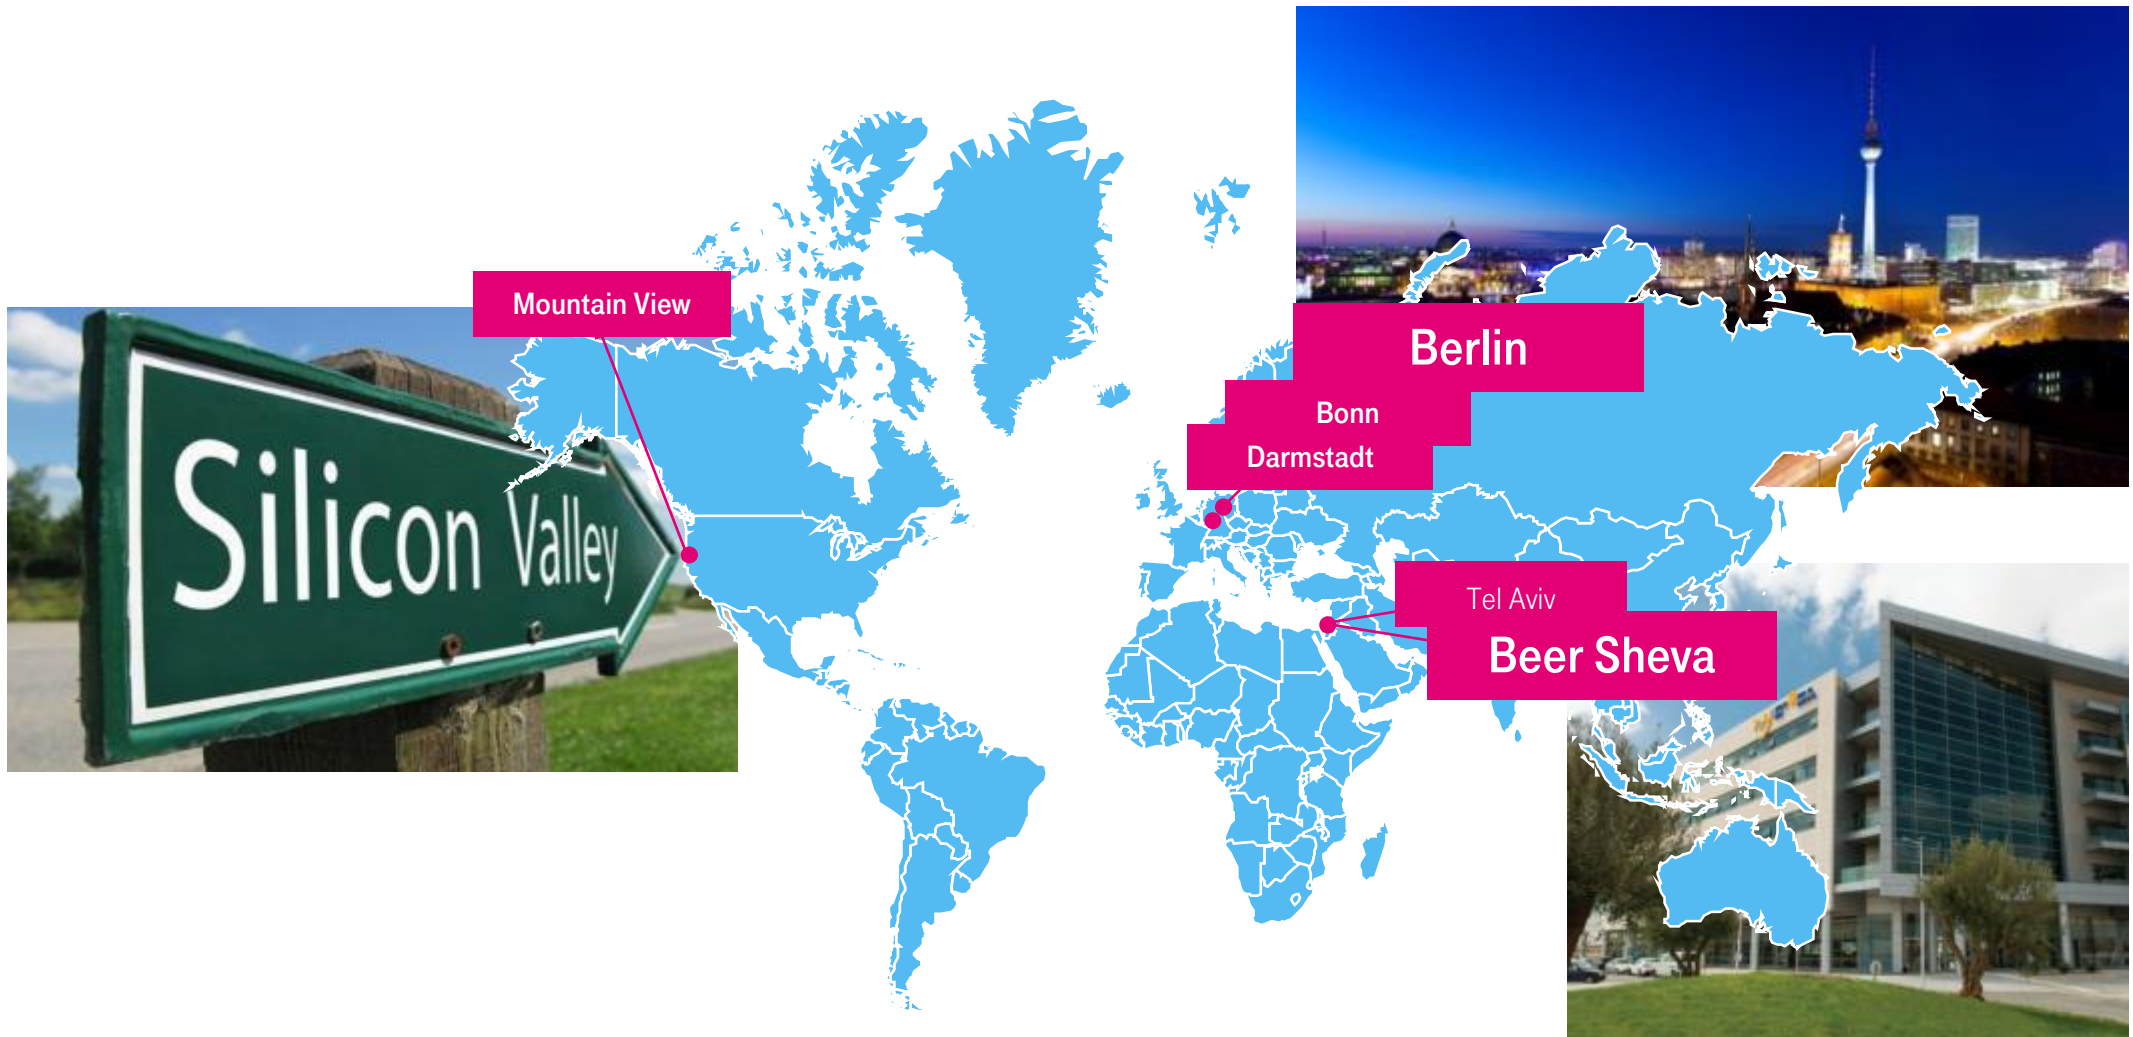 Mountain View
Silicon Valley
Berlin
Bonn
Darmstadt
Tel Aviv
Beer Sheva